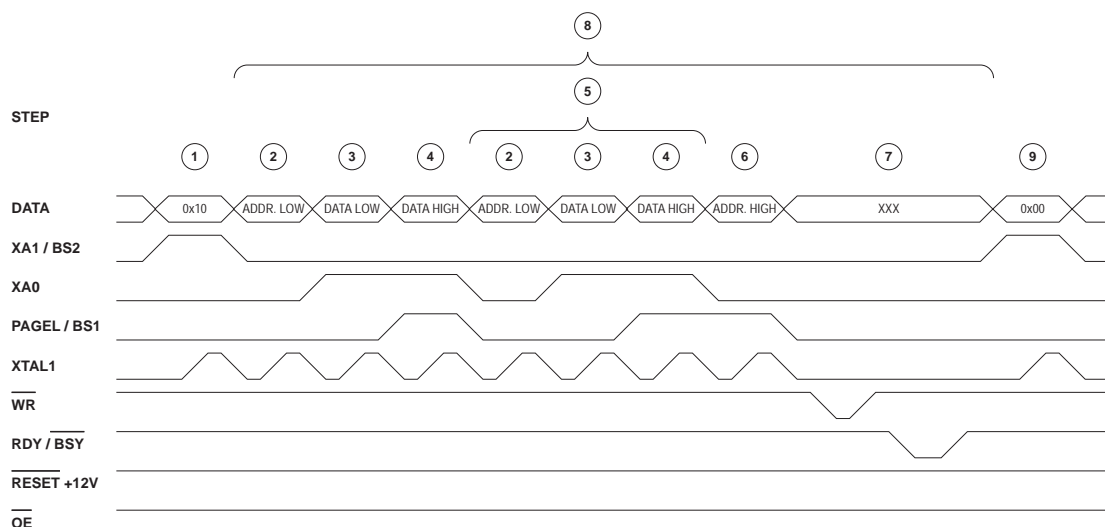 8
5
STEP
1 2 3 4 2 3 4 6 7 9
DATA 0x10 ADDR. LOW DATA LOW DATA HIGH ADDR. LOW DATA LOW DATA HIGH ADDR. HIGH XXX 0x00
XA1 / BS2
XA0
PAGEL / BS1
XTAL1
WR
RDY / BSY
RESET +12V
OE